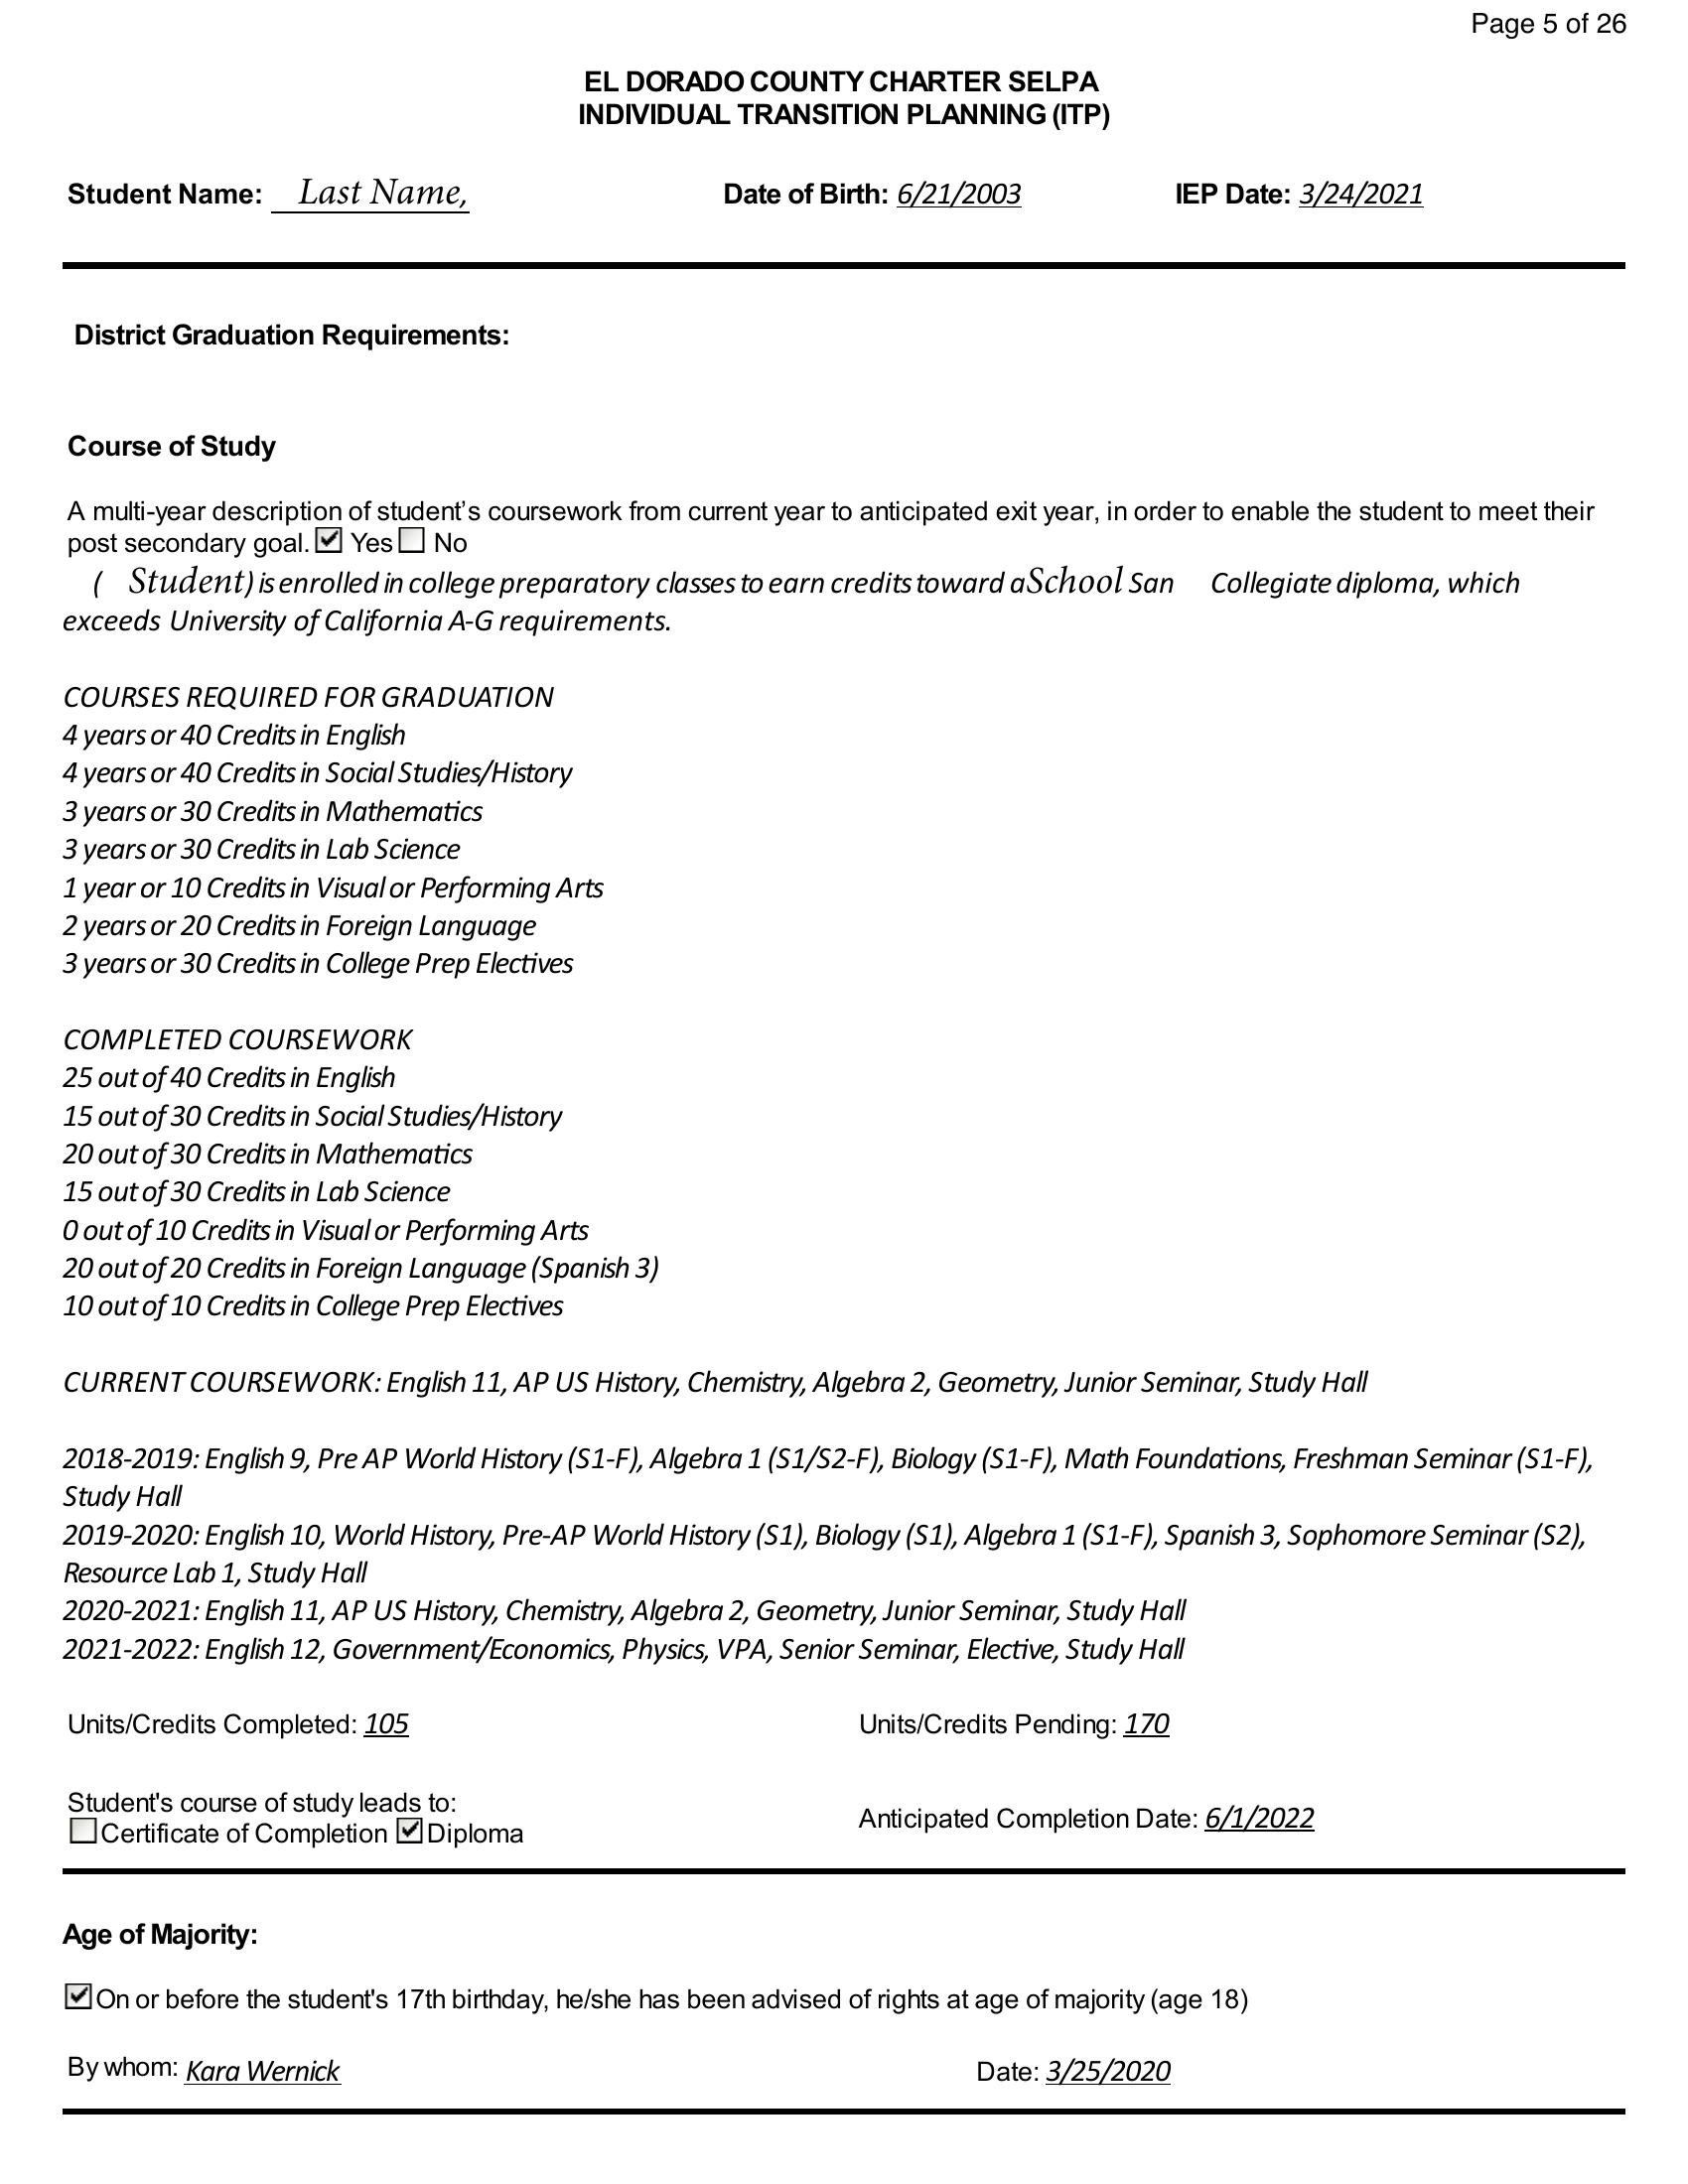 Page 5 of 26
EL DORADO COUNTY CHARTER SELPA
INDIVIDUAL TRANSITION PLANNING (ITP)
Student Name: Last Name, Date of Birth: 6/21/2003 IEP Date: 3/24/2021
District Graduation Requirements:
Course of Study
A multi-year description of student’s coursework from current year to anticipated exit year, in order to enable the student to meet their
post secondary goal. ☑ Yes ☐ No
( Student) is enrolled in college preparatory classes to earn credits toward a School San Collegiate diploma, which
exceeds University of California A-G requirements.
COURSES REQUIRED FOR GRADUATION
4 years or 40 Credits in English
4 years or 40 Credits in Social Studies/History
3 years or 30 Credits in Mathematics
3 years or 30 Credits in Lab Science
1 year or 10 Credits in Visual or Performing Arts
2 years or 20 Credits in Foreign Language
3 years or 30 Credits in College Prep Electives
COMPLETED COURSEWORK
25 out of 40 Credits in English
15 out of 30 Credits in Social Studies/History
20 out of 30 Credits in Mathematics
15 out of 30 Credits in Lab Science
0 out of 10 Credits in Visual or Performing Arts
20 out of 20 Credits in Foreign Language (Spanish 3)
10 out of 10 Credits in College Prep Electives
CURRENT COURSEWORK: English 11, AP US History, Chemistry, Algebra 2, Geometry, Junior Seminar, Study Hall
2018-2019: English 9, Pre AP World History (S1-F), Algebra 1 (S1/S2-F), Biology (S1-F), Math Foundations, Freshman Seminar (S1-F),
Study Hall
2019-2020: English 10, World History, Pre-AP World History (S1), Biology (S1), Algebra 1 (S1-F), Spanish 3, Sophomore Seminar (S2),
Resource Lab 1, Study Hall
2020-2021: English 11, AP US History, Chemistry, Algebra 2, Geometry, Junior Seminar, Study Hall
2021-2022: English 12, Government/Economics, Physics, VPA, Senior Seminar, Elective, Study Hall
Units/Credits Completed: 105 Units/Credits Pending: 170
Student's course of study leads to:
☐ Certificate of Completion ☑ Diploma Anticipated Completion Date: 6/1/2022
Age of Majority:
☑ On or before the student's 17th birthday, he/she has been advised of rights at age of majority (age 18)
By whom: Kara Wernick Date: 3/25/2020